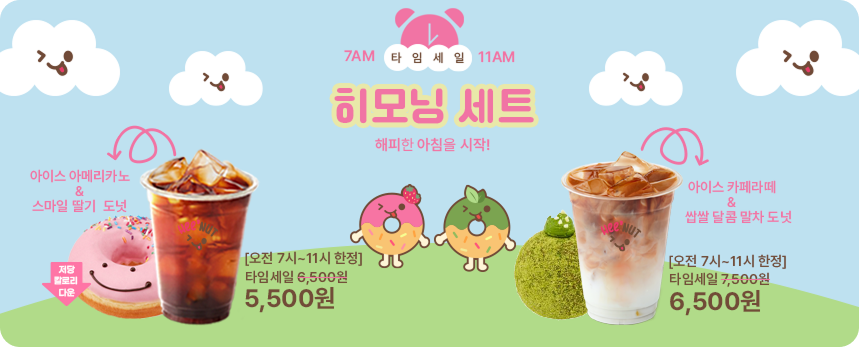 7AM 타임세일 11AM
히모닝 세트
해피한 아침을 시작!
아이스 아메리카노
&
스마일 딸기 도넛
저당
칼로리
다운
[오전 7시~11시 한정]
타임세일 6,500원
5,500원
아이스 카페라떼
&
쌉쌀 달콤 말차 도넛
[오전 7시~11시 한정]
타임세일 7,500원
6,500원